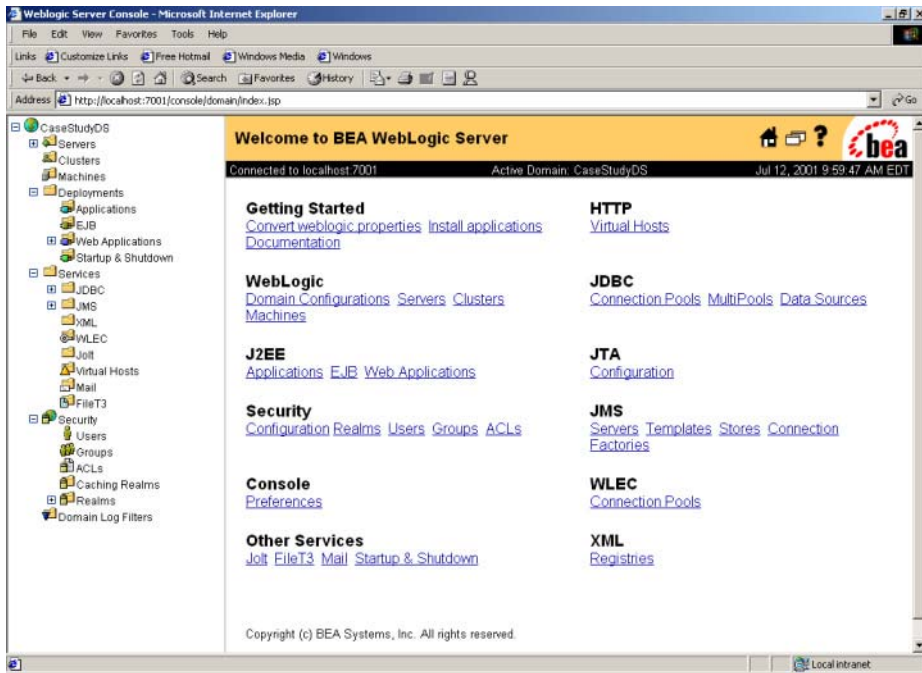 Weblogic Server Console - Microsoft Internet Explorer
File Edit View Favorites Tools Help
Links Customize Links Free Hotmail Windows Media Windows
Back Search Favorites History
Address http://localhost:7001/console/domain/index.jsp Go
CaseStudyDS
Servers
Clusters
Machines
Deployments
Applications
EJB
Web Applications
Startup & Shutdown
Services
JDBC
JMS
XML
WLEC
Jolt
Virtual Hosts
Mail
FileT3
Security
Users
Groups
ACLs
Caching Realms
Realms
Domain Log Filters
Welcome to BEA WebLogic Server
? bea
Connected to localhost:7001 Active Domain: CaseStudyDS Jul 12, 2001 9:59:47 AM EDT
Getting Started
Convert weblogic.properties Install applications
Documentation
HTTP
Virtual Hosts
WebLogic
Domain Configurations Servers Clusters
Machines
JDBC
Connection Pools MultiPools Data Sources
J2EE
Applications EJB Web Applications
JTA
Configuration
Security
Configuration Realms Users Groups ACLs
JMS
Servers Templates Stores Connection
Factories
Console
Preferences
WLEC
Connection Pools
Other Services
Jolt FileT3 Mail Startup & Shutdown
XML
Registries
Copyright (c) BEA Systems, Inc. All rights reserved.
Local intranet